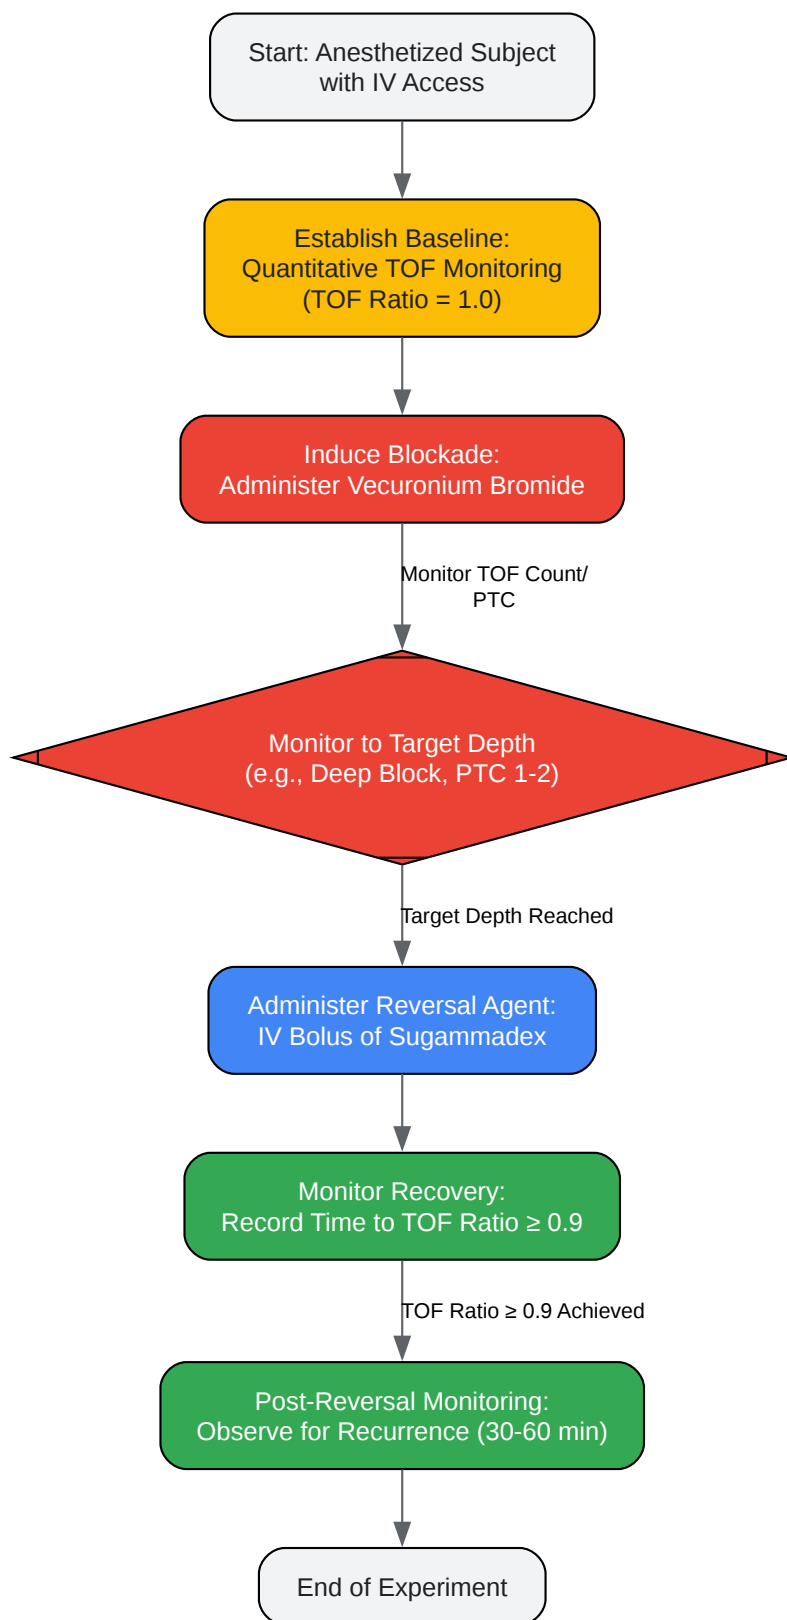 Start: Anesthetized Subject
with IV Access
Establish Baseline:
Quantitative TOF Monitoring
(TOF Ratio = 1.0)
Induce Blockade:
Administer Vecuronium Bromide
Monitor TOF Count/
PTC
Monitor to Target Depth
(e.g., Deep Block, PTC 1-2)
Target Depth Reached
Administer Reversal Agent:
IV Bolus of Sugammadex
Monitor Recovery:
Record Time to TOF Ratio ≥ 0.9
TOF Ratio ≥ 0.9 Achieved
Post-Reversal Monitoring:
Observe for Recurrence (30-60 min)
End of Experiment